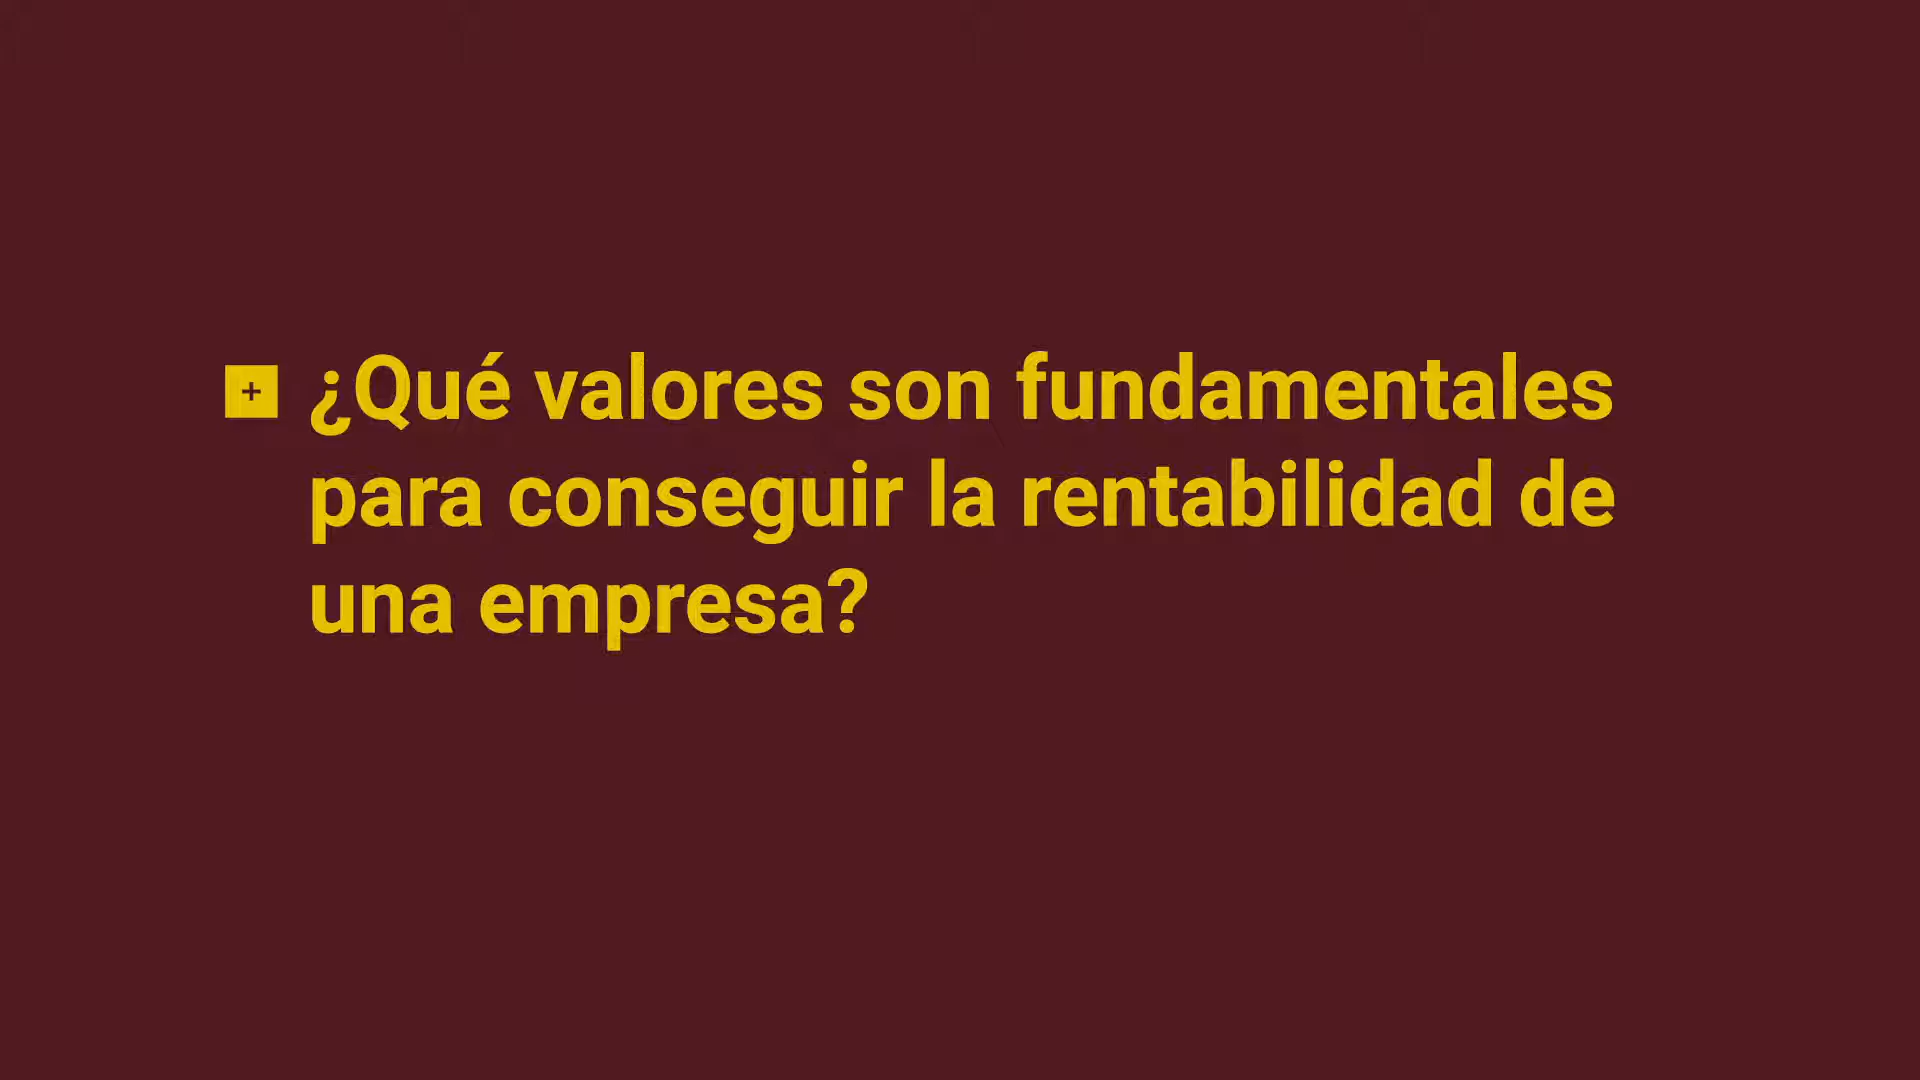 ¿Qué valores son fundamentales
para conseguir la rentabilidad de
una empresa?